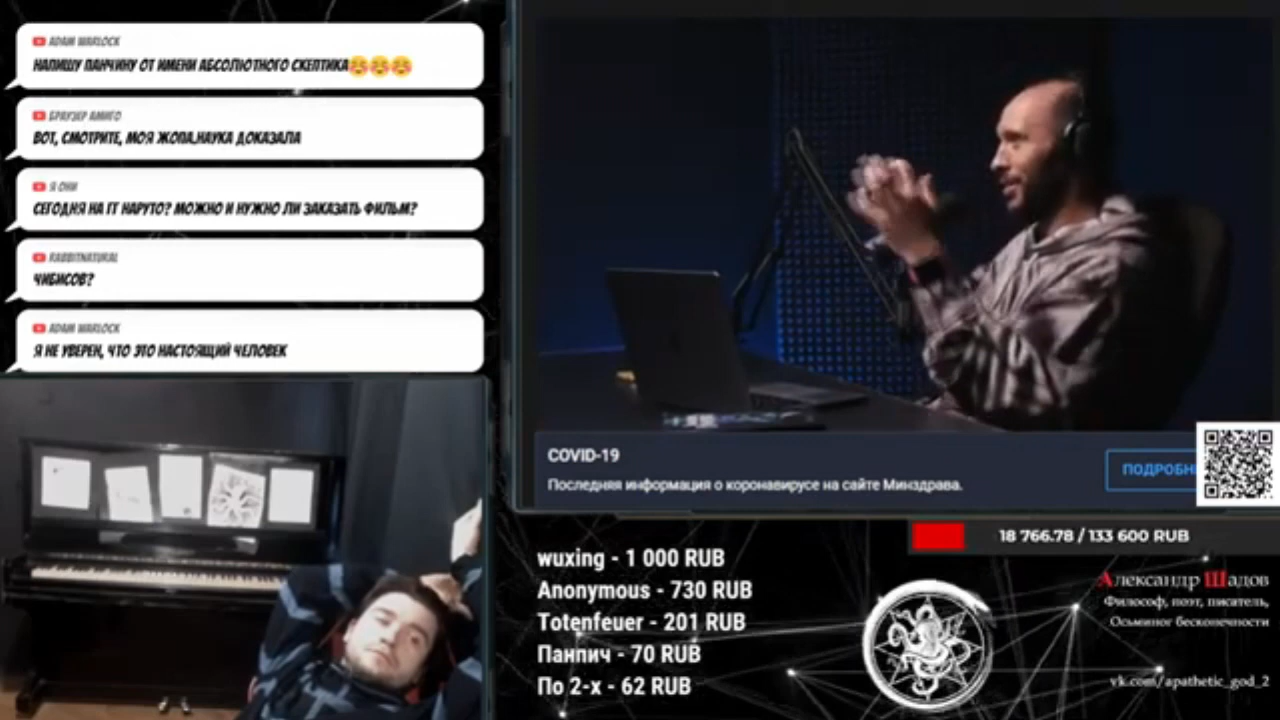 ADAM WARLOCK
НАПИШУ ПАНЧИНУ ОТ ИМЕНИ АБСОЛЮТНОГО СКЕПТИКА😊😊😊
БРАУЗЕР АМИГО
ВОТ, СМОТРИТЕ, МОЯ ЖОПА.НАУКА ДОКАЗАЛА
Я ОНИ
СЕГОДНЯ НА ГГ НАРУТО? МОЖНО И НУЖНО ЛИ ЗАКАЗАТЬ ФИЛЬМ?
RABBITNATURAL
ЧИБИСОВ?
ADAM WARLOCK
Я НЕ УВЕРЕН, ЧТО ЭТО НАСТОЯЩИЙ ЧЕЛОВЕК
COVID-19
Последняя информация о коронавирусе на сайте Минздрава.
ПОДРОБН
18 766.78 / 133 600 RUB
wuxing - 1 000 RUB
Anonymous - 730 RUB
Totenfeuer - 201 RUB
Панпич - 70 RUB
По 2-х - 62 RUB
Александр Шадов
Философ, поэт, писатель,
Осьминог бесконечности
vk.com/apathetic_god_2